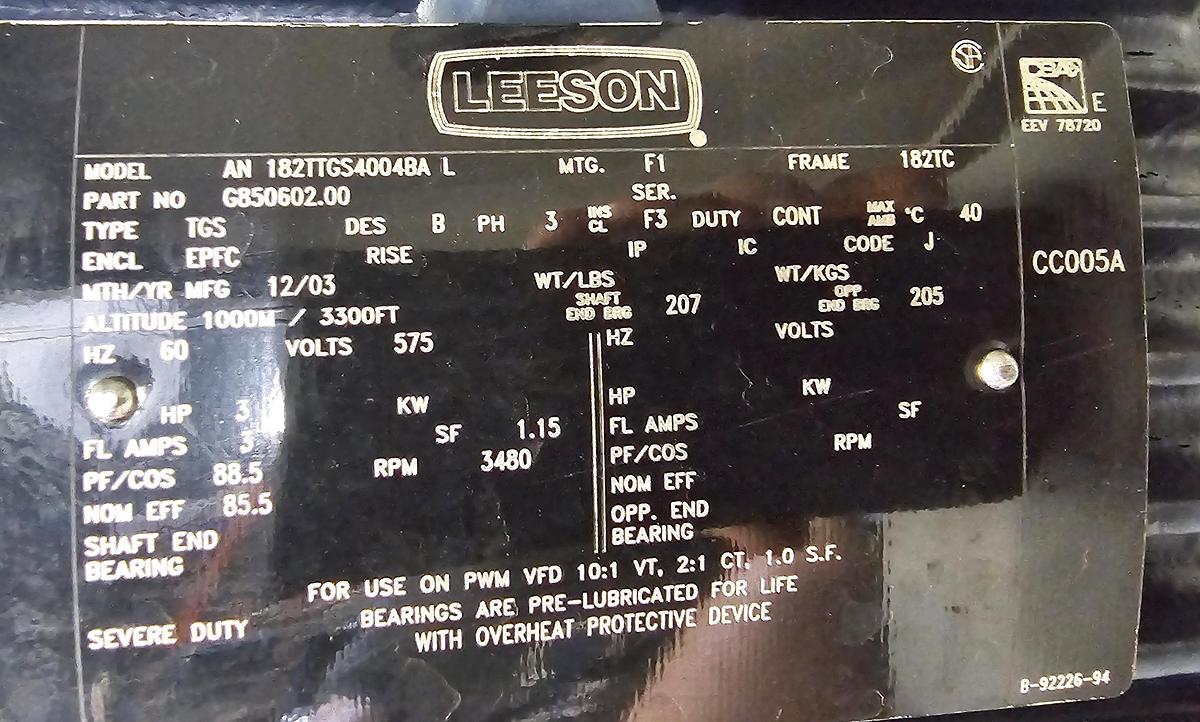 LEESON
SA
CSA
E
EEV 78720
MODEL AN 182TTGS4004BA L MTG. F1 FRAME 182TC
PART NO G850602.00 SER.
TYPE TGS DES B PH 3 INS CL F3 DUTY CONT MAX AMB °C 40
ENCL EPFC RISE IP IC CODE J
CC005A
MTH/YR MFG 12/03 WT/LBS WT/KGS
ALTITUDE 1000M / 3300FT SHAFT END BRG 207 OPP END BRG 205
HZ 60 VOLTS 575 HZ VOLTS
HP 3 KW HP KW
FL AMPS 3 SF 1.15 FL AMPS SF
PF/COS 88.5 RPM 3480 PF/COS RPM
NOM EFF 85.5 NOM EFF
SHAFT END BEARING OPP. END BEARING
FOR USE ON PWM VFD 10:1 VT, 2:1 CT, 1.0 S.F.
BEARINGS ARE PRE-LUBRICATED FOR LIFE
SEVERE DUTY WITH OVERHEAT PROTECTIVE DEVICE
B-92226-94